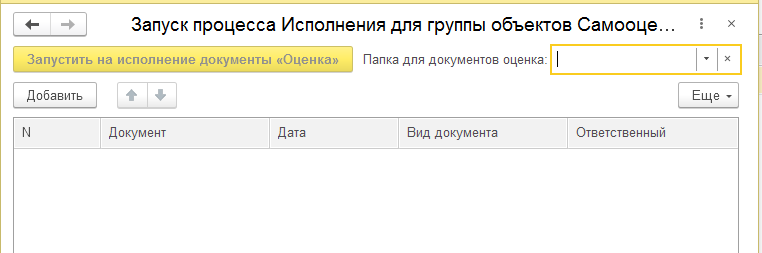 Запуск процесса Исполнения для группы объектов Самооце...
Запустить на исполнение документы «Оценка» Папка для документов оценка:
Добавить Еще
N Документ Дата Вид документа Ответственный